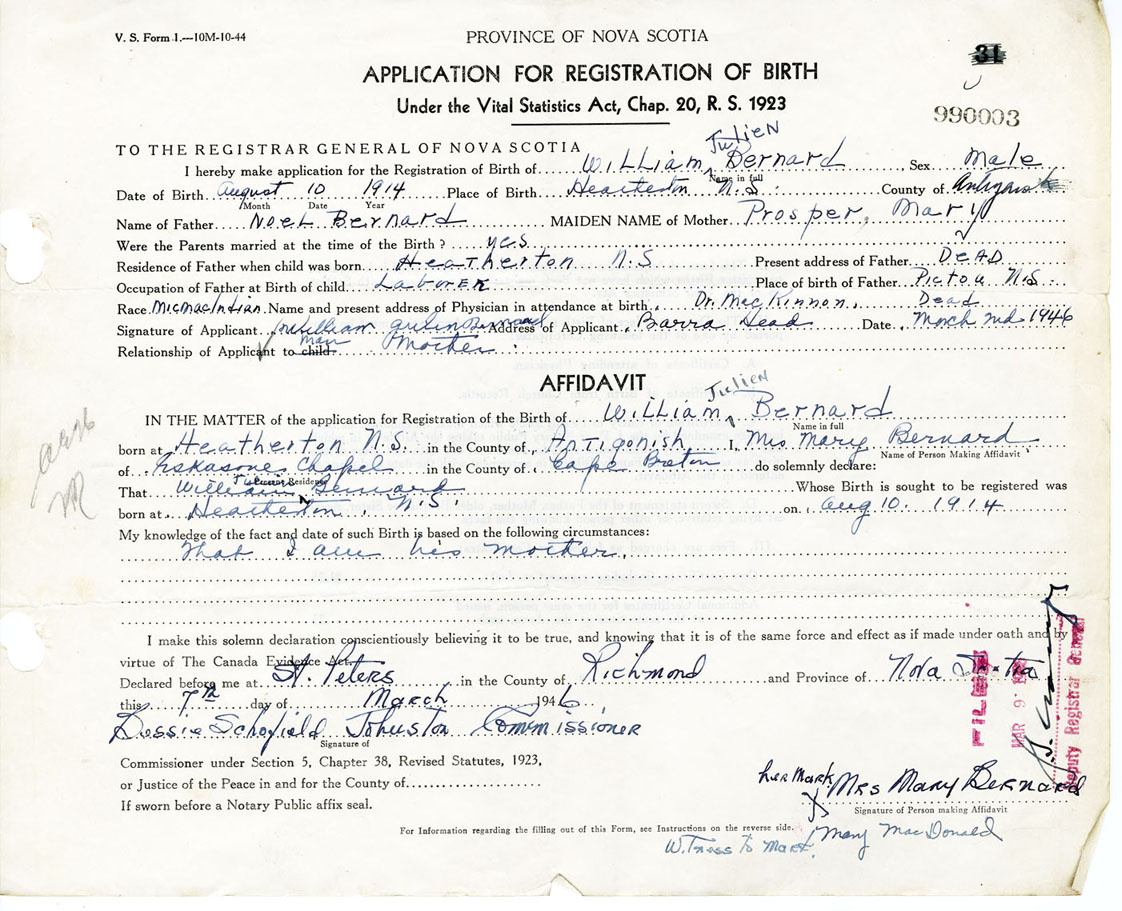 V. S. Form 1.—10M-10-44
PROVINCE OF NOVA SCOTIA
31
APPLICATION FOR REGISTRATION OF BIRTH
Under the Vital Statistics Act, Chap. 20, R. S. 1923
990003
TO THE REGISTRAR GENERAL OF NOVA SCOTIA
Julien
I hereby make application for the Registration of Birth of William Bernard, Sex Male
Name in full
Date of Birth August 10 1914 Place of Birth Heatherton N.S County of Antigonish
Month Date Year
Name of Father Noel Bernard MAIDEN NAME of Mother Prosper, Mary
Were the Parents married at the time of the Birth? yes
Residence of Father when child was born Heatherton N.S Present address of Father DEAD
Occupation of Father at Birth of child Laborer Place of birth of Father Pictou N.S.
Race Micmac Indian Name and present address of Physician in attendance at birth Dr. MacKinnon, Dead
Signature of Applicant William Julien Bernard Address of Applicant Barra Head Date March 2nd 1946
Relationship of Applicant to child man Mother
AFFIDAVIT
Julien
IN THE MATTER of the application for Registration of the Birth of William Bernard
Name in full
born at Heatherton N.S. in the County of Antigonish I, Mrs Mary Bernard
Name of Person Making Affidavit
of Eskasoni Chapel in the County of Cape Breton do solemnly declare:
Julien Residence
That William Bernard Whose Birth is sought to be registered was
born at Heatherton, N.S. on Aug 10. 1914
My knowledge of the fact and date of such Birth is based on the following circumstances:
That I am his mother.
I make this solemn declaration conscientiously believing it to be true, and knowing that it is of the same force and effect as if made under oath and by
virtue of The Canada Evidence Act.
Declared before me at St. Peters in the County of Richmond and Province of Nova Scotia
this 7th day of March 1946
Bessie Schofield Johnston Commissioner
Signature of
Commissioner under Section 5, Chapter 38, Revised Statutes, 1923,
or Justice of the Peace in and for the County of
If sworn before a Notary Public affix seal.
FILED
MAR 9
Deputy Registrar General
her Mark Mrs Mary Bernard
X
Signature of Person making Affidavit
For Information regarding the filling out of this Form, see Instructions on the reverse side.
Witness to Mark. Mary MacDonald